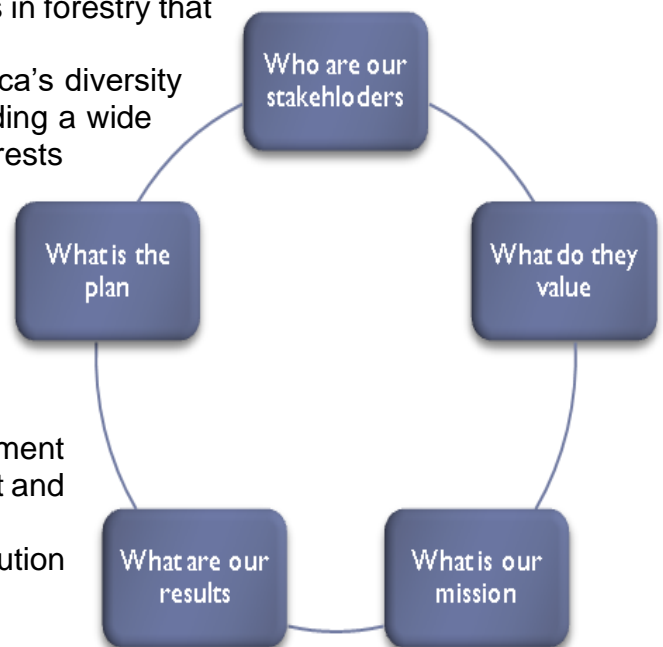 s in forestry that
ca's diversity
ding a wide
rests
ment
t and
ution
Who are our
stakehloders
What do they
value
What is our
mission
What are our
results
What is the
plan